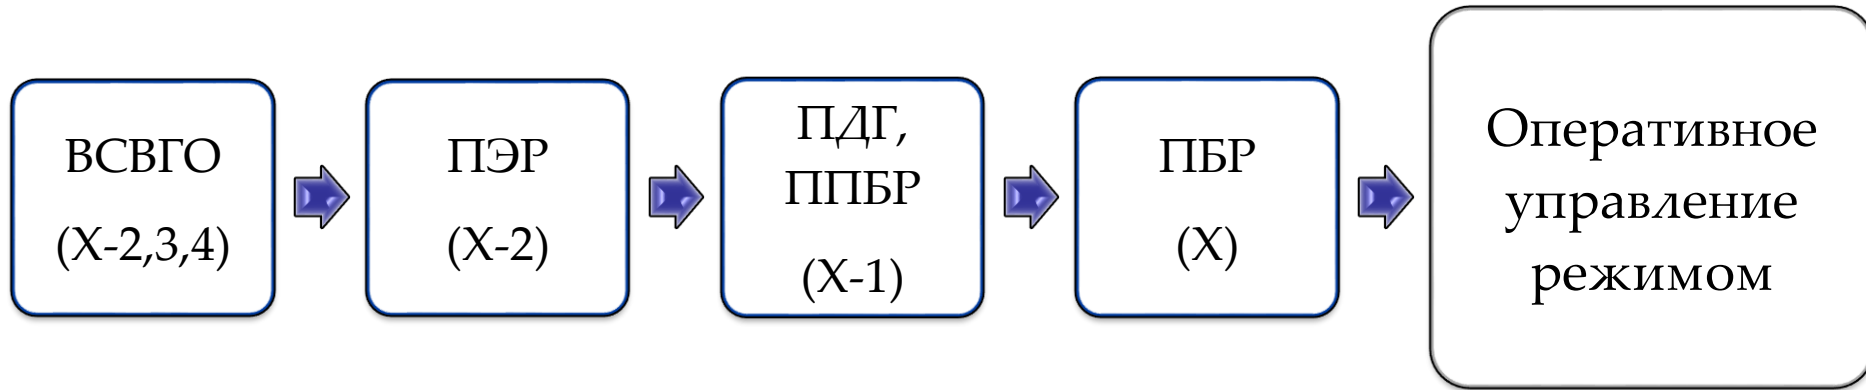 ВСВГО
(Х-2,3,4)
ПЭР
(Х-2)
ПДГ,
ППБР
(Х-1)
ПБР
(Х)
Оперативное
управление
режимом